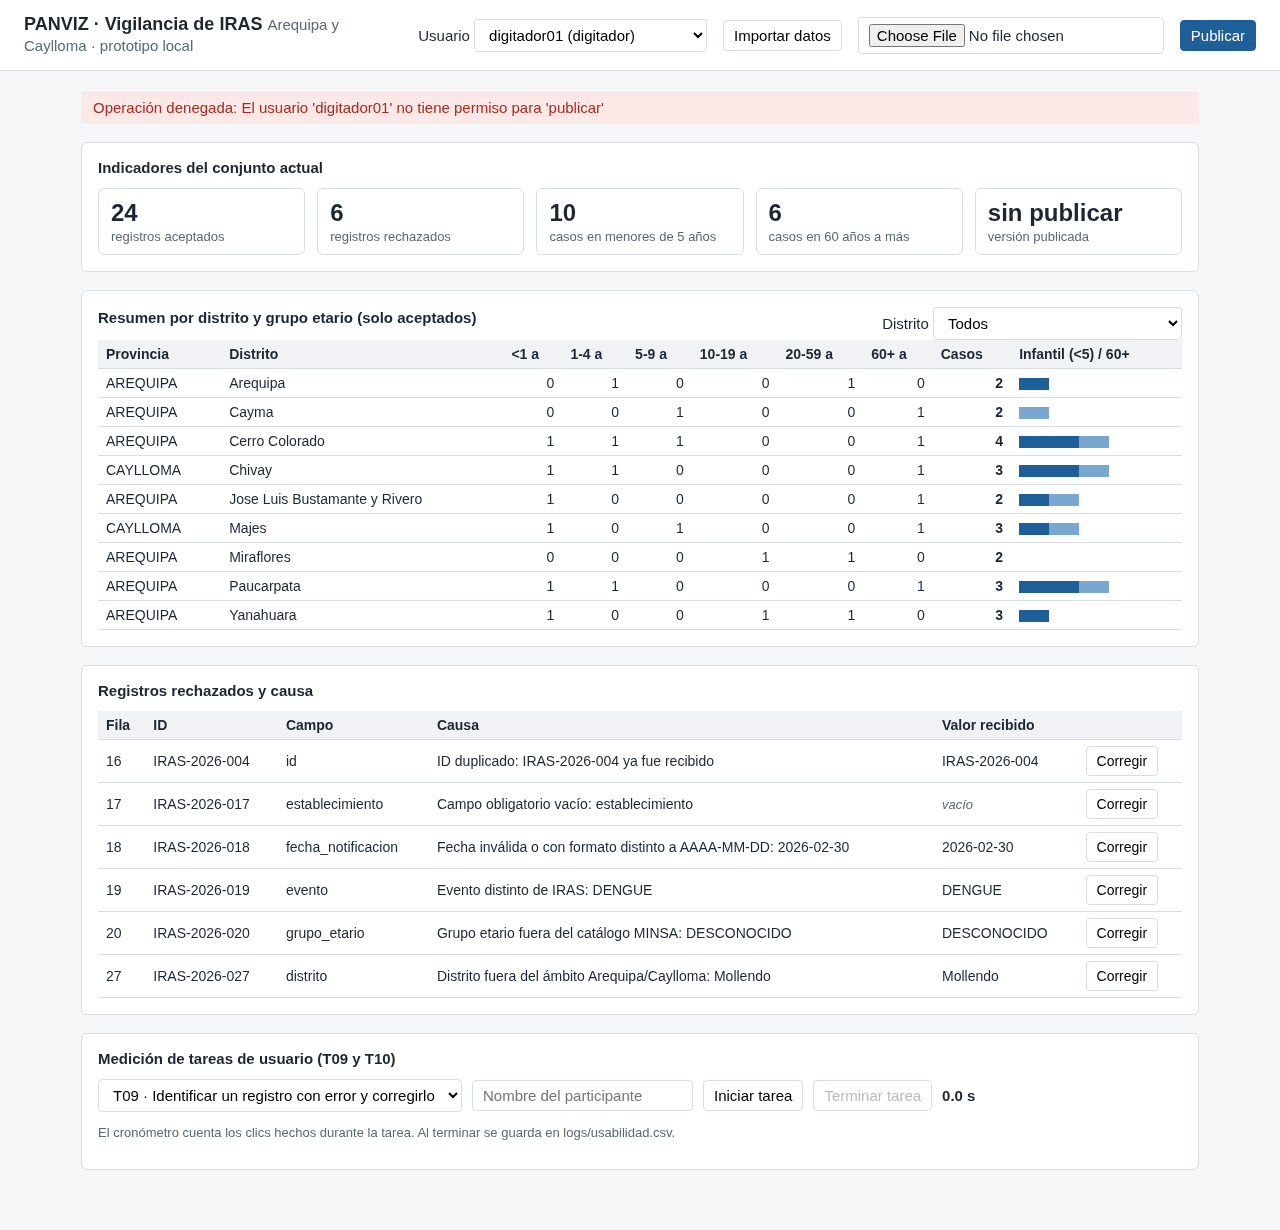 PANVIZ · Vigilancia de IRAS Arequipa y
Caylloma · prototipo local
Usuario digitador01 (digitador) Importar datos Choose File No file chosen Publicar
Operación denegada: El usuario 'digitador01' no tiene permiso para 'publicar'
Indicadores del conjunto actual
24 6 10 6 sin publicar
registros aceptados registros rechazados casos en menores de 5 años casos en 60 años a más versión publicada
Resumen por distrito y grupo etario (solo aceptados) Distrito Todos
Provincia Distrito <1 a 1-4 a 5-9 a 10-19 a 20-59 a 60+ a Casos Infantil (<5) / 60+
AREQUIPA Arequipa 0 1 0 0 1 0 2
AREQUIPA Cayma 0 0 1 0 0 1 2
AREQUIPA Cerro Colorado 1 1 1 0 0 1 4
CAYLLOMA Chivay 1 1 0 0 0 1 3
AREQUIPA Jose Luis Bustamante y Rivero 1 0 0 0 0 1 2
CAYLLOMA Majes 1 0 1 0 0 1 3
AREQUIPA Miraflores 0 0 0 1 1 0 2
AREQUIPA Paucarpata 1 1 0 0 0 1 3
AREQUIPA Yanahuara 1 0 0 1 1 0 3
Registros rechazados y causa
Fila ID Campo Causa Valor recibido
16 IRAS-2026-004 id ID duplicado: IRAS-2026-004 ya fue recibido IRAS-2026-004 Corregir
17 IRAS-2026-017 establecimiento Campo obligatorio vacío: establecimiento vacío Corregir
18 IRAS-2026-018 fecha_notificacion Fecha inválida o con formato distinto a AAAA-MM-DD: 2026-02-30 2026-02-30 Corregir
19 IRAS-2026-019 evento Evento distinto de IRAS: DENGUE DENGUE Corregir
20 IRAS-2026-020 grupo_etario Grupo etario fuera del catálogo MINSA: DESCONOCIDO DESCONOCIDO Corregir
27 IRAS-2026-027 distrito Distrito fuera del ámbito Arequipa/Caylloma: Mollendo Mollendo Corregir
Medición de tareas de usuario (T09 y T10)
T09 · Identificar un registro con error y corregirlo Nombre del participante Iniciar tarea Terminar tarea 0.0 s
El cronómetro cuenta los clics hechos durante la tarea. Al terminar se guarda en logs/usabilidad.csv.